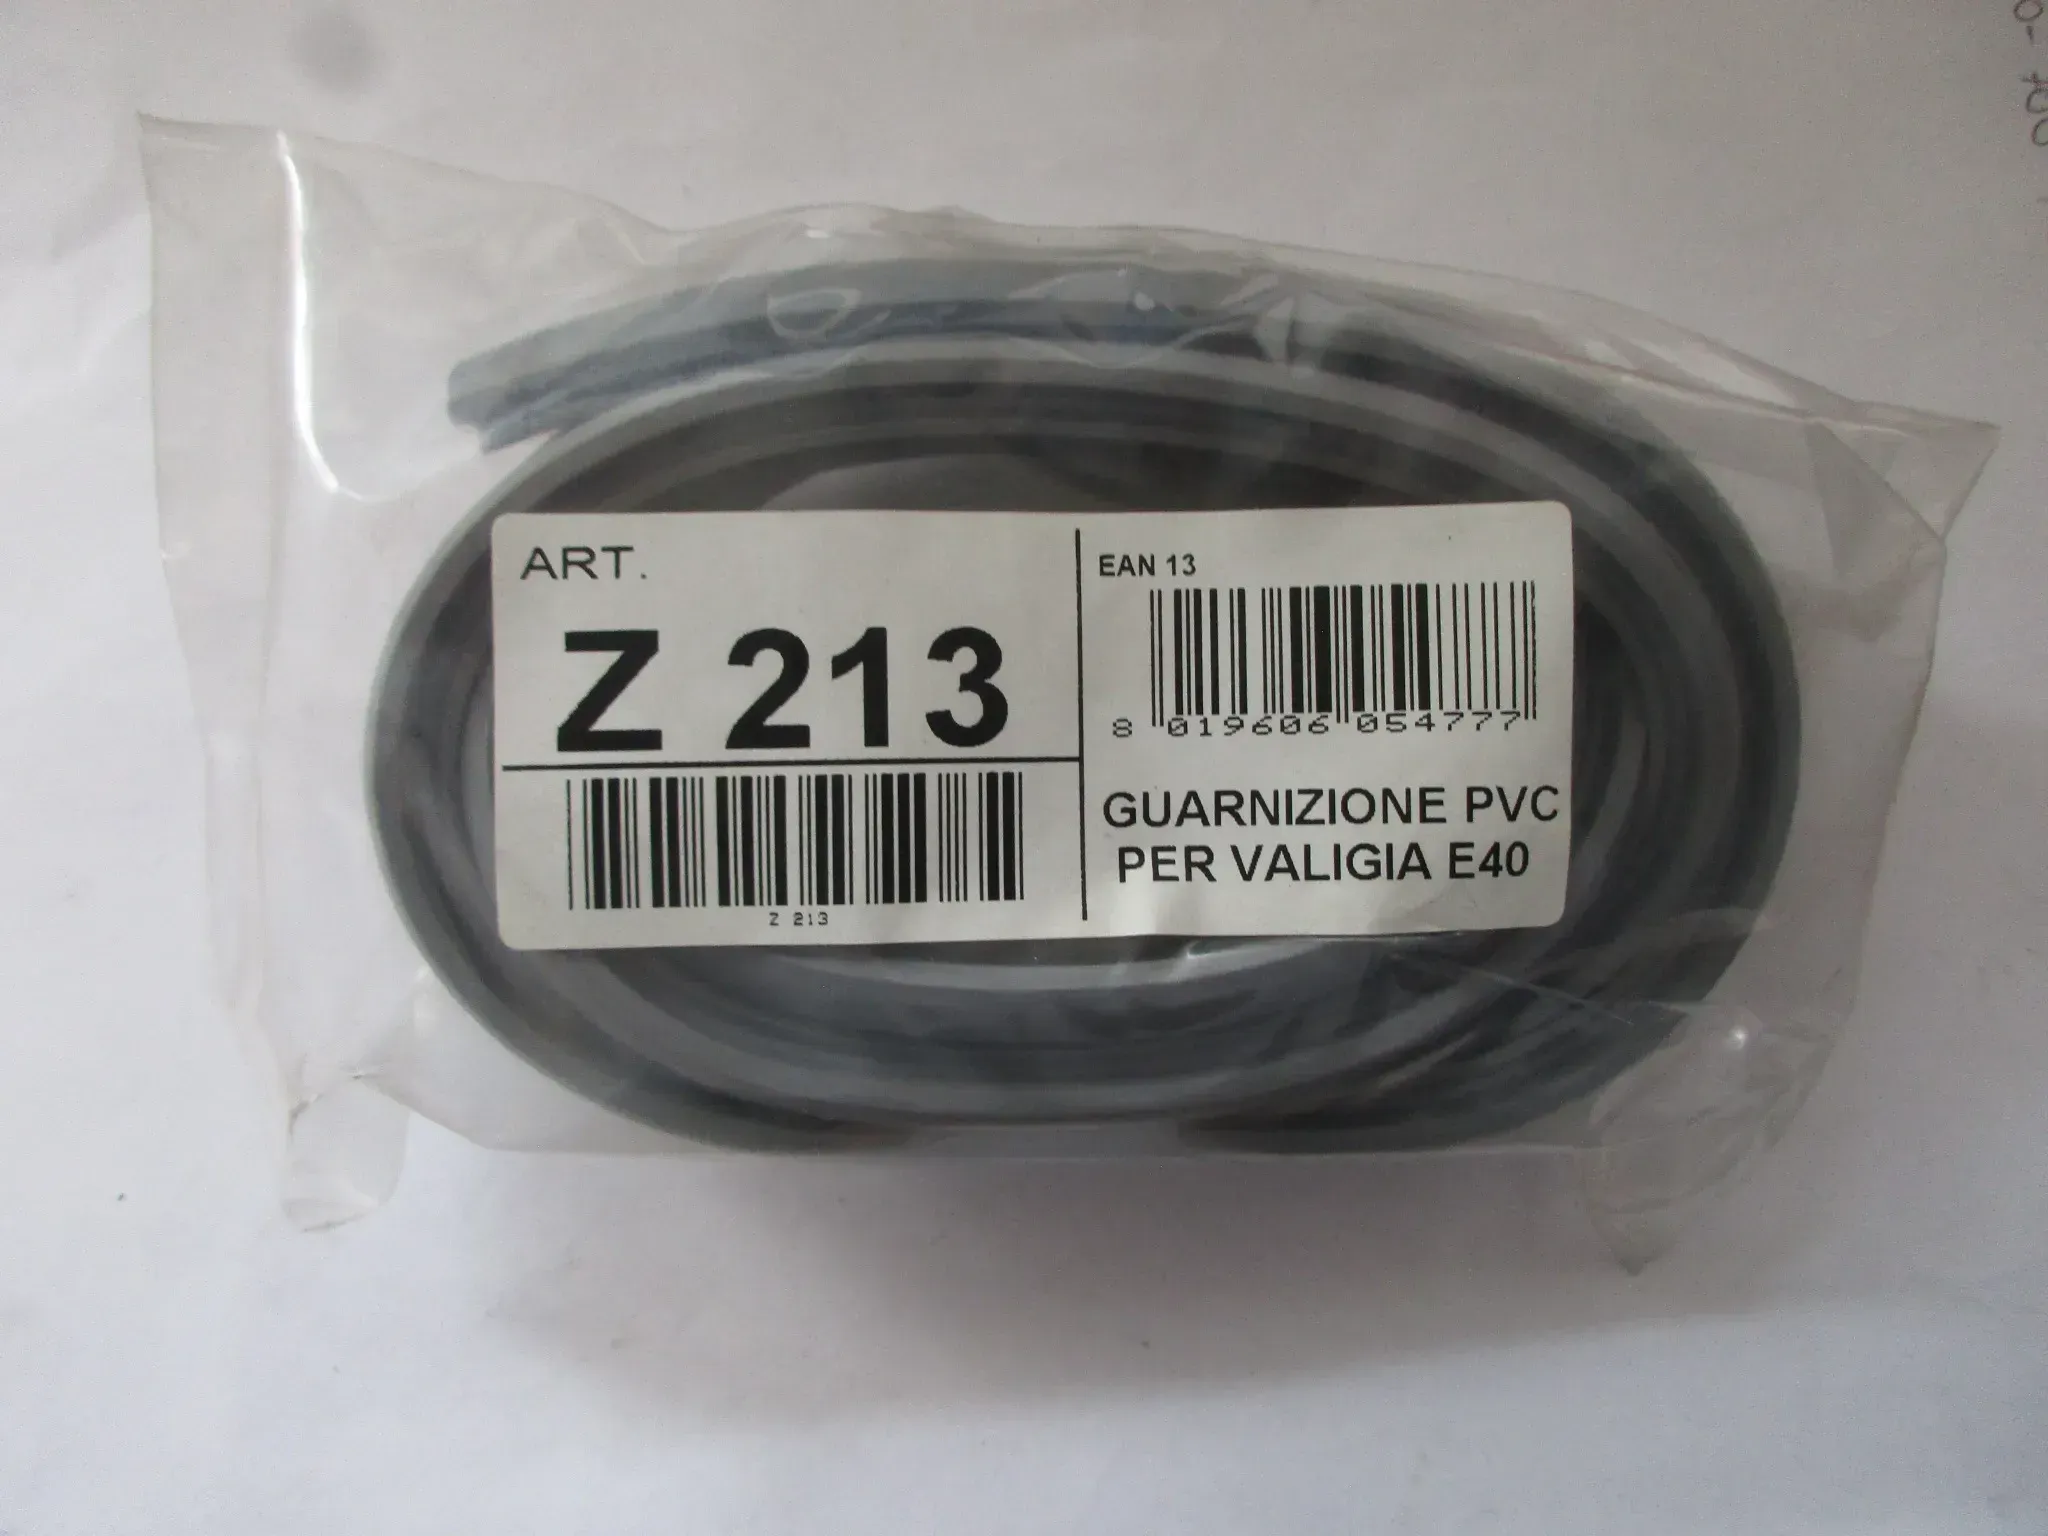 ART.
Z 213
Z 213
EAN 13
8 019606 054777
GUARNIZIONE PVC
PER VALIGIA E40